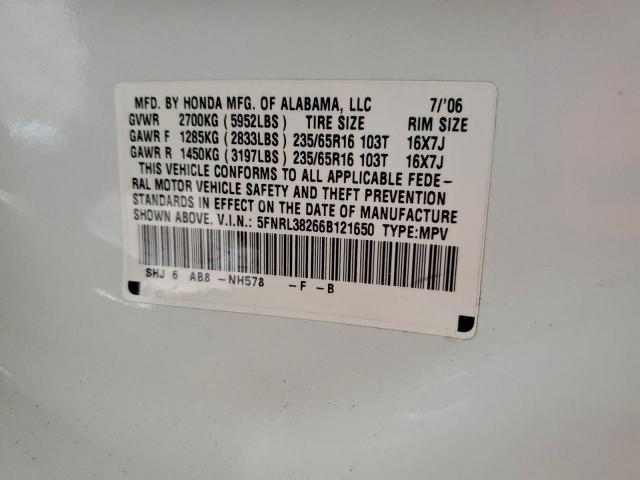 MFD. BY HONDA MFG. OF ALABAMA, LLC 7/'06
GVWR 2700KG (5952LBS) TIRE SIZE RIM SIZE
GAWR F 1285KG (2833LBS) 235/65R16 103T 16X7J
GAWR R 1450KG (3197LBS) 235/65R16 103T 16X7J
THIS VEHICLE CONFORMS TO ALL APPLICABLE FEDE-
RAL MOTOR VEHICLE SAFETY AND THEFT PREVENTION
STANDARDS IN EFFECT ON THE DATE OF MANUFACTURE
SHOWN ABOVE. V.I.N.: 5FNRL38266B121650 TYPE:MPV
SHJ 6 AB8 -NH578 -F -B